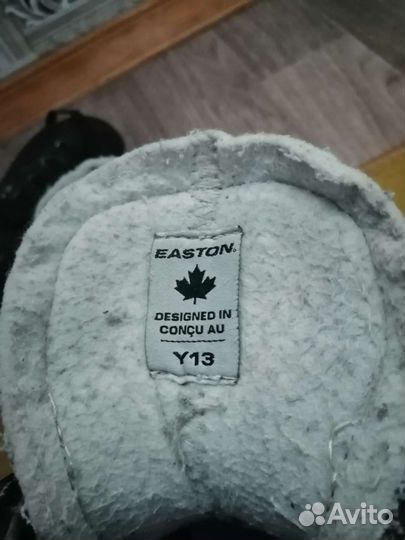 EASTON
DESIGNED IN
CONÇU AU
Y13
Avito